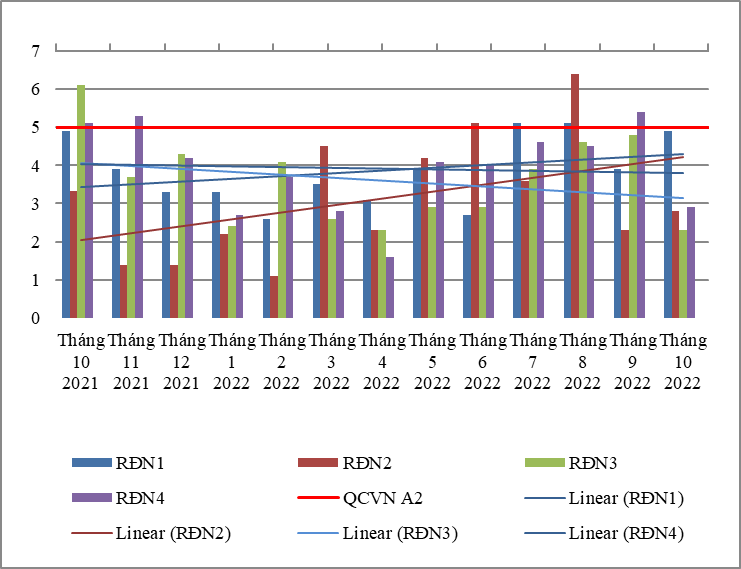 7
6
5
4
3
2
1
0
Tháng Tháng Tháng Tháng Tháng Tháng Tháng Tháng Tháng Tháng Tháng Tháng Tháng
10 11 12 1 2 3 4 5 6 7 8 9 10
2021 2021 2021 2022 2022 2022 2022 2022 2022 2022 2022 2022 2022
RĐN1 RĐN2 RĐN3
RĐN4 QCVN A2 Linear (RĐN1)
Linear (RĐN2) Linear (RĐN3) Linear (RĐN4)